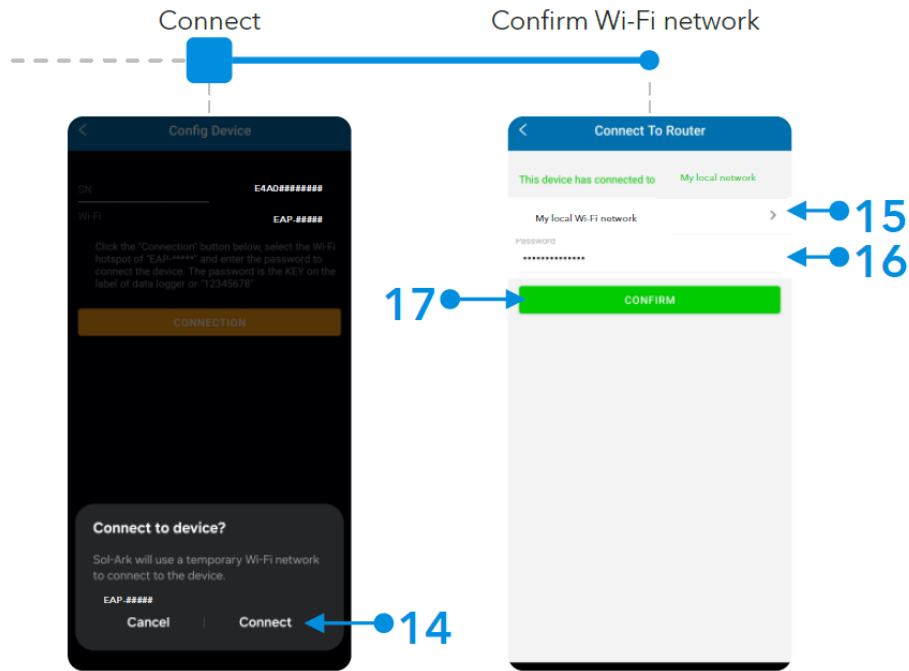 Connect
Confirm Wi-Fi network
Config Device
SN
E4A0########
Wi-Fi
EAP-#####
Click the "Connection" button below, select the Wi-Fi
hotspot of "EAP-*****" and enter the password to
connect the device. The password is the KEY on the
label of data logger or "12345678"
CONNECTION
Connect to device?
Sol-Ark will use a temporary Wi-Fi network
to connect to the device.
EAP-#####
Cancel
Connect
14
Connect To Router
This device has connected to
My local network
My local Wi-Fi network
15
Password
••••••••••••••
16
17
CONFIRM